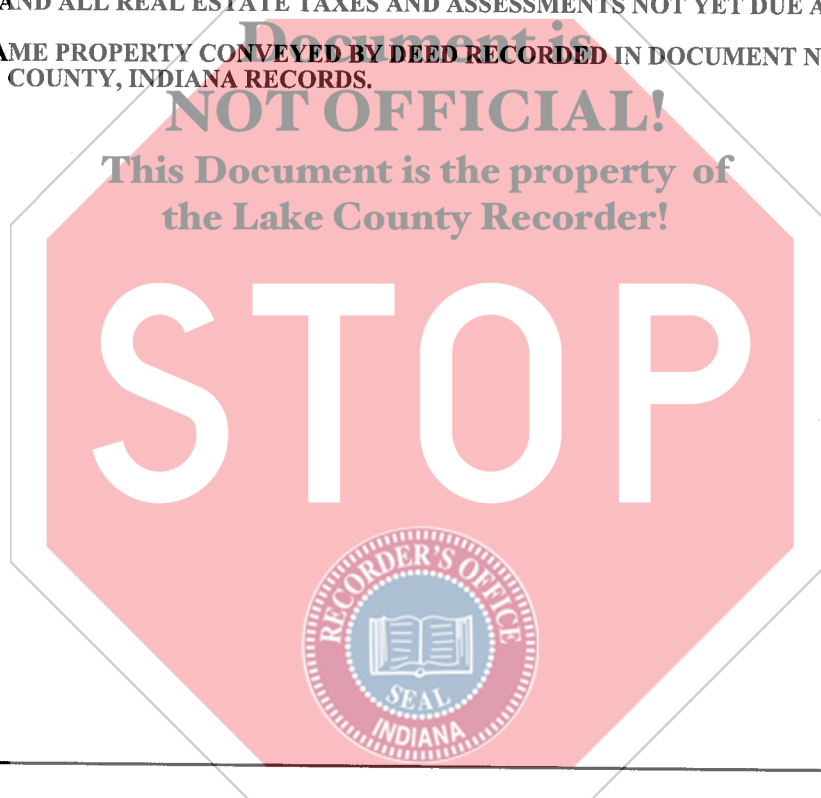 AND ALL REAL ESTATE TAXES AND ASSESSMENTS NOT YET DUE A
Document is
AME PROPERTY CONVEYED BY DEED RECORDED IN DOCUMENT N
COUNTY, INDIANA RECORDS.
NOT OFFICIAL!
This Document is the property of
the Lake County Recorder!
STOP
RECORDER'S OFFICE
SEAL
INDIANA